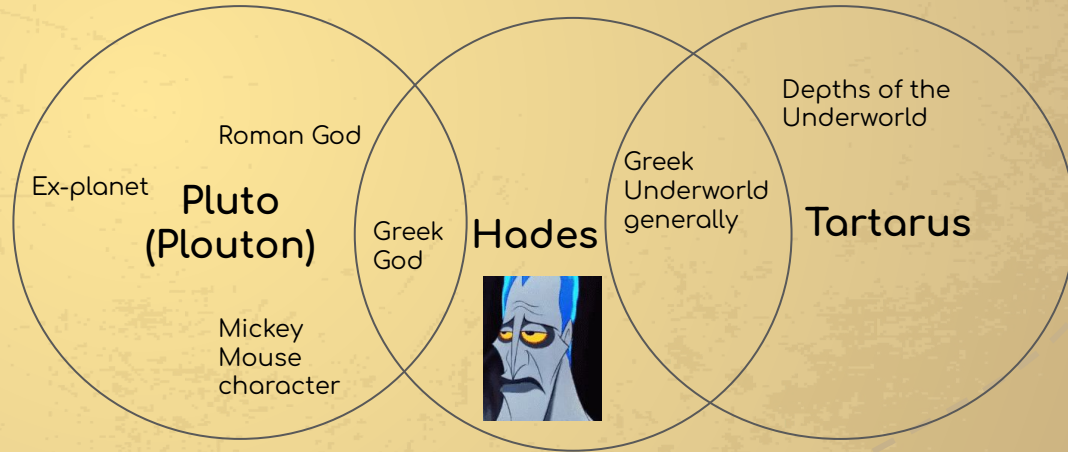 Roman God
Ex-planet
Pluto
(Plouton)
Mickey
Mouse
character
Greek
God
Hades
Greek
Underworld
generally
Depths of the
Underworld
Tartarus